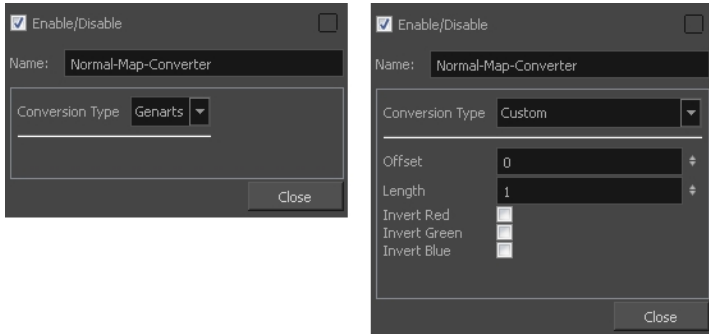 Enable/Disable
Name: Normal-Map-Converter
Conversion Type Genarts
Close
Enable/Disable
Name: Normal-Map-Converter
Conversion Type Custom
Offset 0
Length 1
Invert Red
Invert Green
Invert Blue
Close